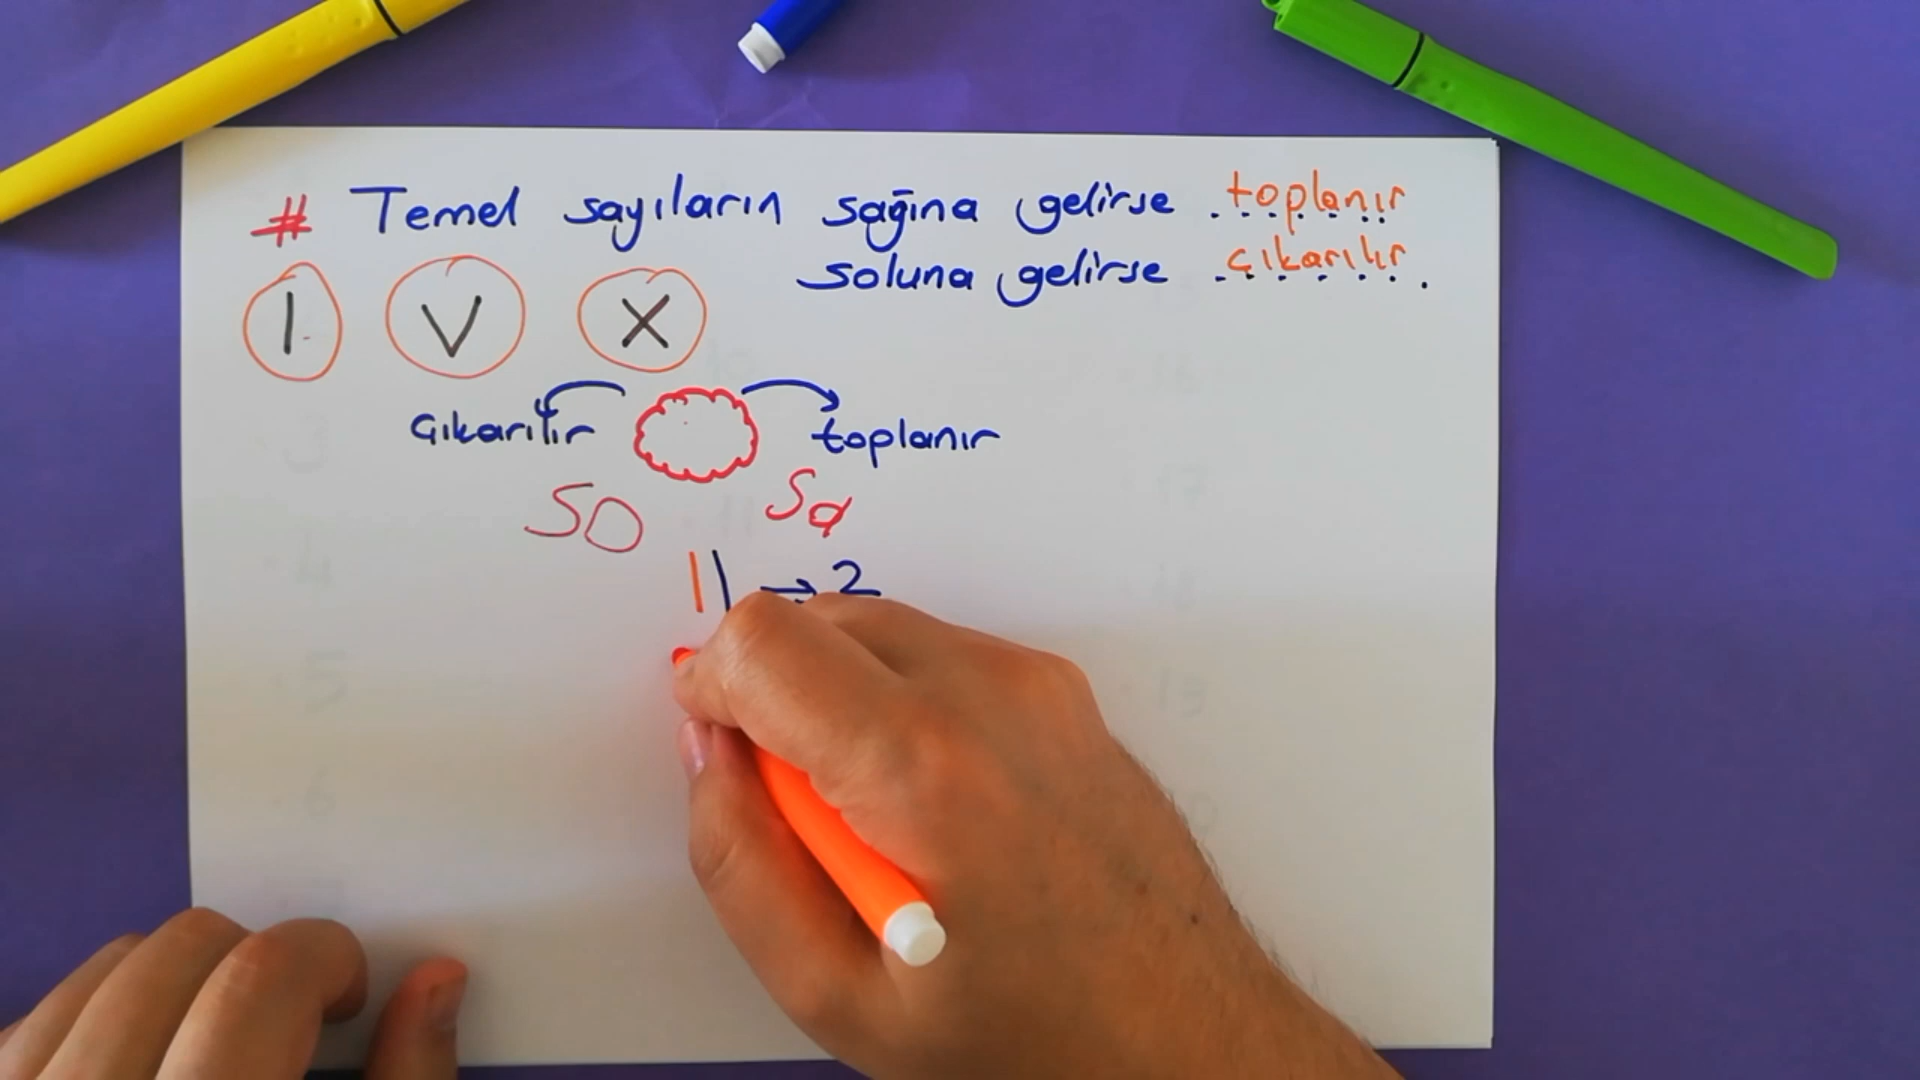 # Temel sayıların sağına gelirse toplanır
soluna gelirse çıkarılır.
I V X
Çıkarılır toplanır
So Sa
II → 2